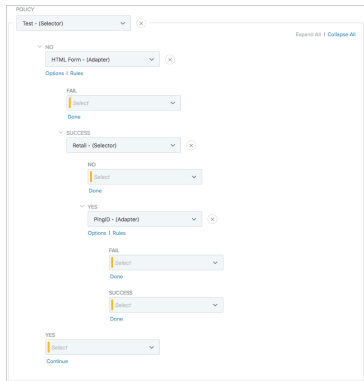 POLICY
Test - (Selector)
Expand All | Collapse All
NO
HTML Form - (Adapter)
Options | Rules
FAIL
Select
Done
SUCCESS
Retail - (Selector)
NO
Select
Done
YES
PingID - (Adapter)
Options | Rules
FAIL
Select
Done
SUCCESS
Select
Done
YES
Select
Continue